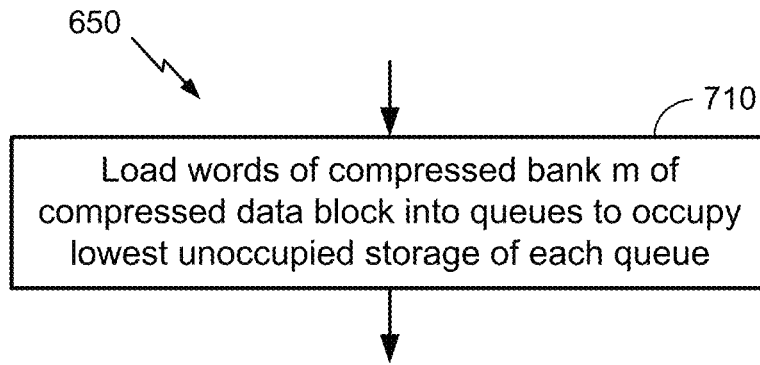 650
710
Load words of compressed bank m of
compressed data block into queues to occupy
lowest unoccupied storage of each queue